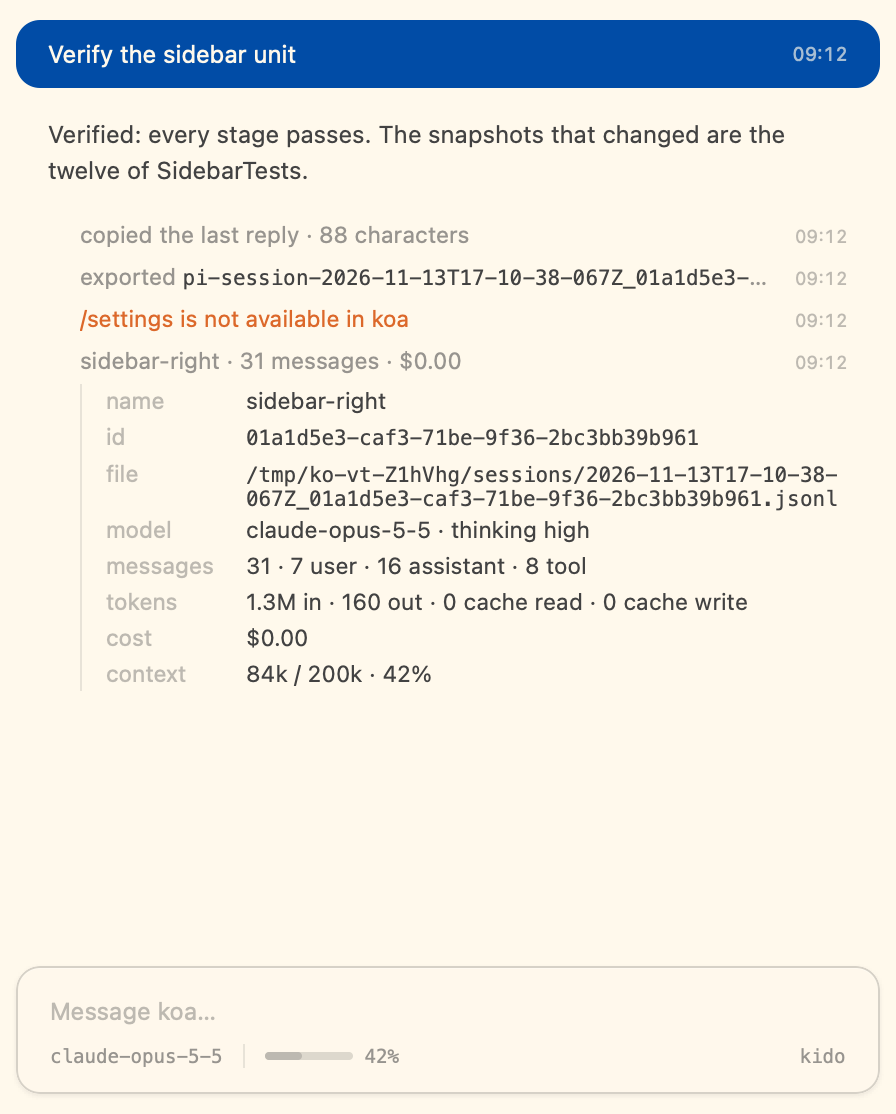 Verify the sidebar unit 09:12
Verified: every stage passes. The snapshots that changed are the
twelve of SidebarTests.
copied the last reply · 88 characters 09:12
exported pi-session-2026-11-13T17-10-38-067Z_01a1d5e3-… 09:12
/settings is not available in koa 09:12
sidebar-right · 31 messages · $0.00 09:12
name sidebar-right
id 01a1d5e3-caf3-71be-9f36-2bc3bb39b961
file /tmp/ko-vt-Z1hVhg/sessions/2026-11-13T17-10-38-
067Z_01a1d5e3-caf3-71be-9f36-2bc3bb39b961.jsonl
model claude-opus-5-5 · thinking high
messages 31 · 7 user · 16 assistant · 8 tool
tokens 1.3M in · 160 out · 0 cache read · 0 cache write
cost $0.00
context 84k / 200k · 42%
Message koa…
claude-opus-5-5 42% kido